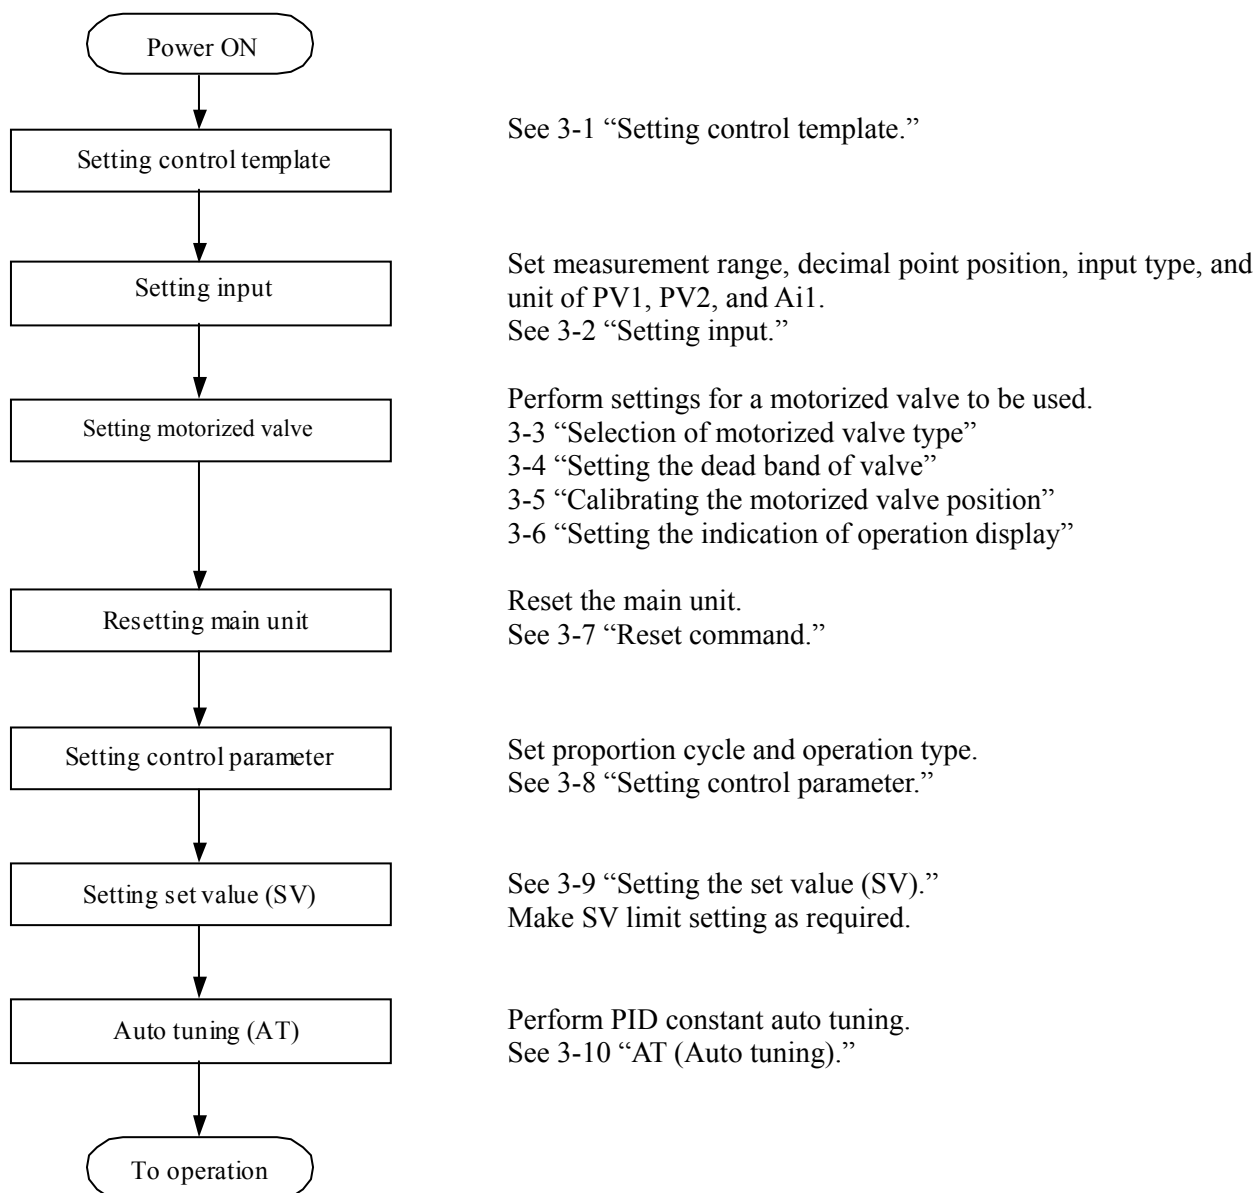 Power ON
Setting control template
See 3-1 “Setting control template.”
Setting input
Set measurement range, decimal point position, input type, and
unit of PV1, PV2, and Ai1.
See 3-2 “Setting input.”
Setting motorized valve
Perform settings for a motorized valve to be used.
3-3 “Selection of motorized valve type”
3-4 “Setting the dead band of valve”
3-5 “Calibrating the motorized valve position”
3-6 “Setting the indication of operation display”
Resetting main unit
Reset the main unit.
See 3-7 “Reset command.”
Setting control parameter
Set proportion cycle and operation type.
See 3-8 “Setting control parameter.”
Setting set value (SV)
See 3-9 “Setting the set value (SV).”
Make SV limit setting as required.
Auto tuning (AT)
Perform PID constant auto tuning.
See 3-10 “AT (Auto tuning).”
To operation